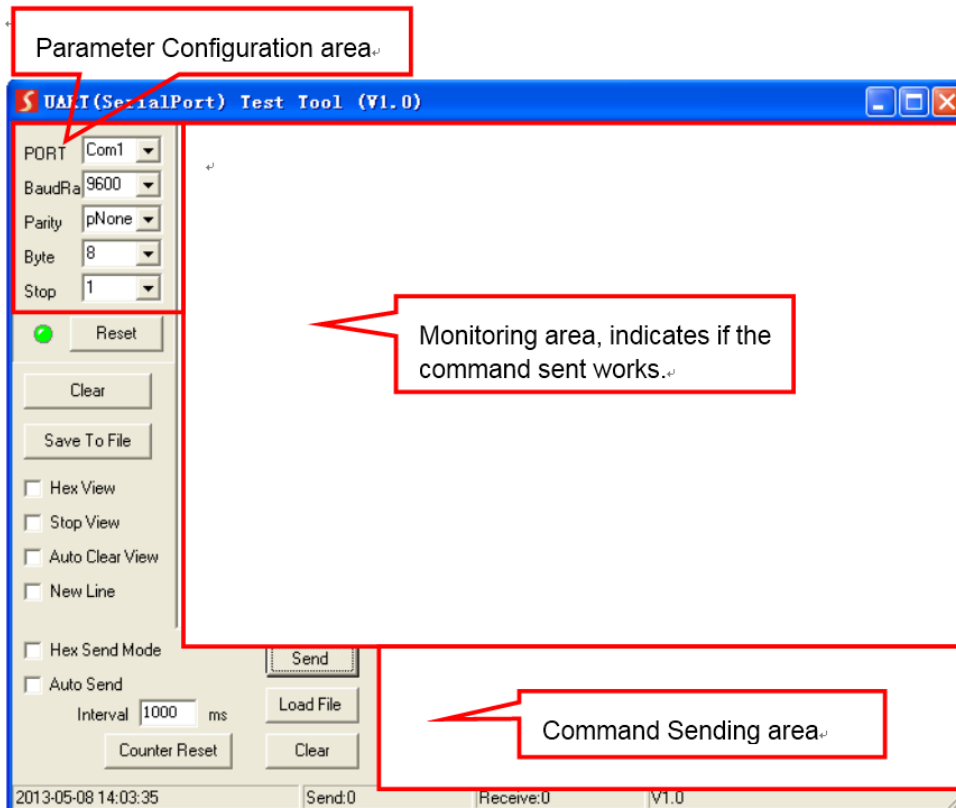 Parameter Configuration area
UART(SerialPort) Test Tool (V1.0)
PORT Com1
BaudRa 9600
Parity pNone
Byte 8
Stop 1
Reset
Clear
Save To File
Hex View
Stop View
Auto Clear View
New Line
Monitoring area, indicates if the
command sent works.
Hex Send Mode
Auto Send
Interval 1000 ms
Counter Reset
Send
Load File
Clear
Command Sending area
2013-05-08 14:03:35 Send:0 Receive:0 V1.0